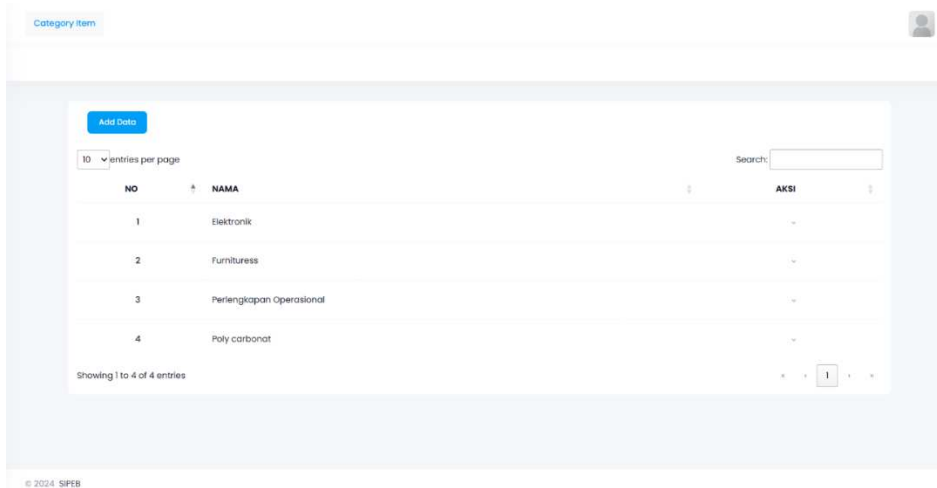 Category Item
Add Data
10 entries per page Search:
NO NAMA AKSI
1 Elektronik
2 Furnituress
3 Perlengkapan Operasional
4 Poly carbonat
Showing 1 to 4 of 4 entries « ‹ 1 › »
© 2024 SIPEB